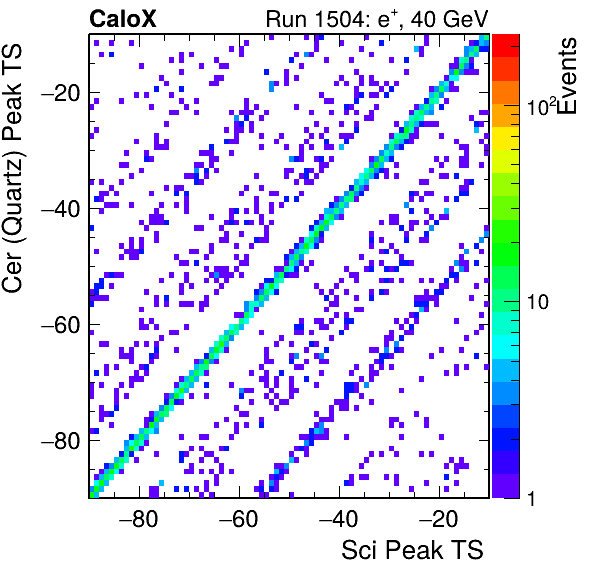 CaloX Run 1504: e⁺, 40 GeV
Cer (Quartz) Peak TS
−20
−40
−60
−80
−80 −60 −40 −20
Sci Peak TS
Events
10²
10
1